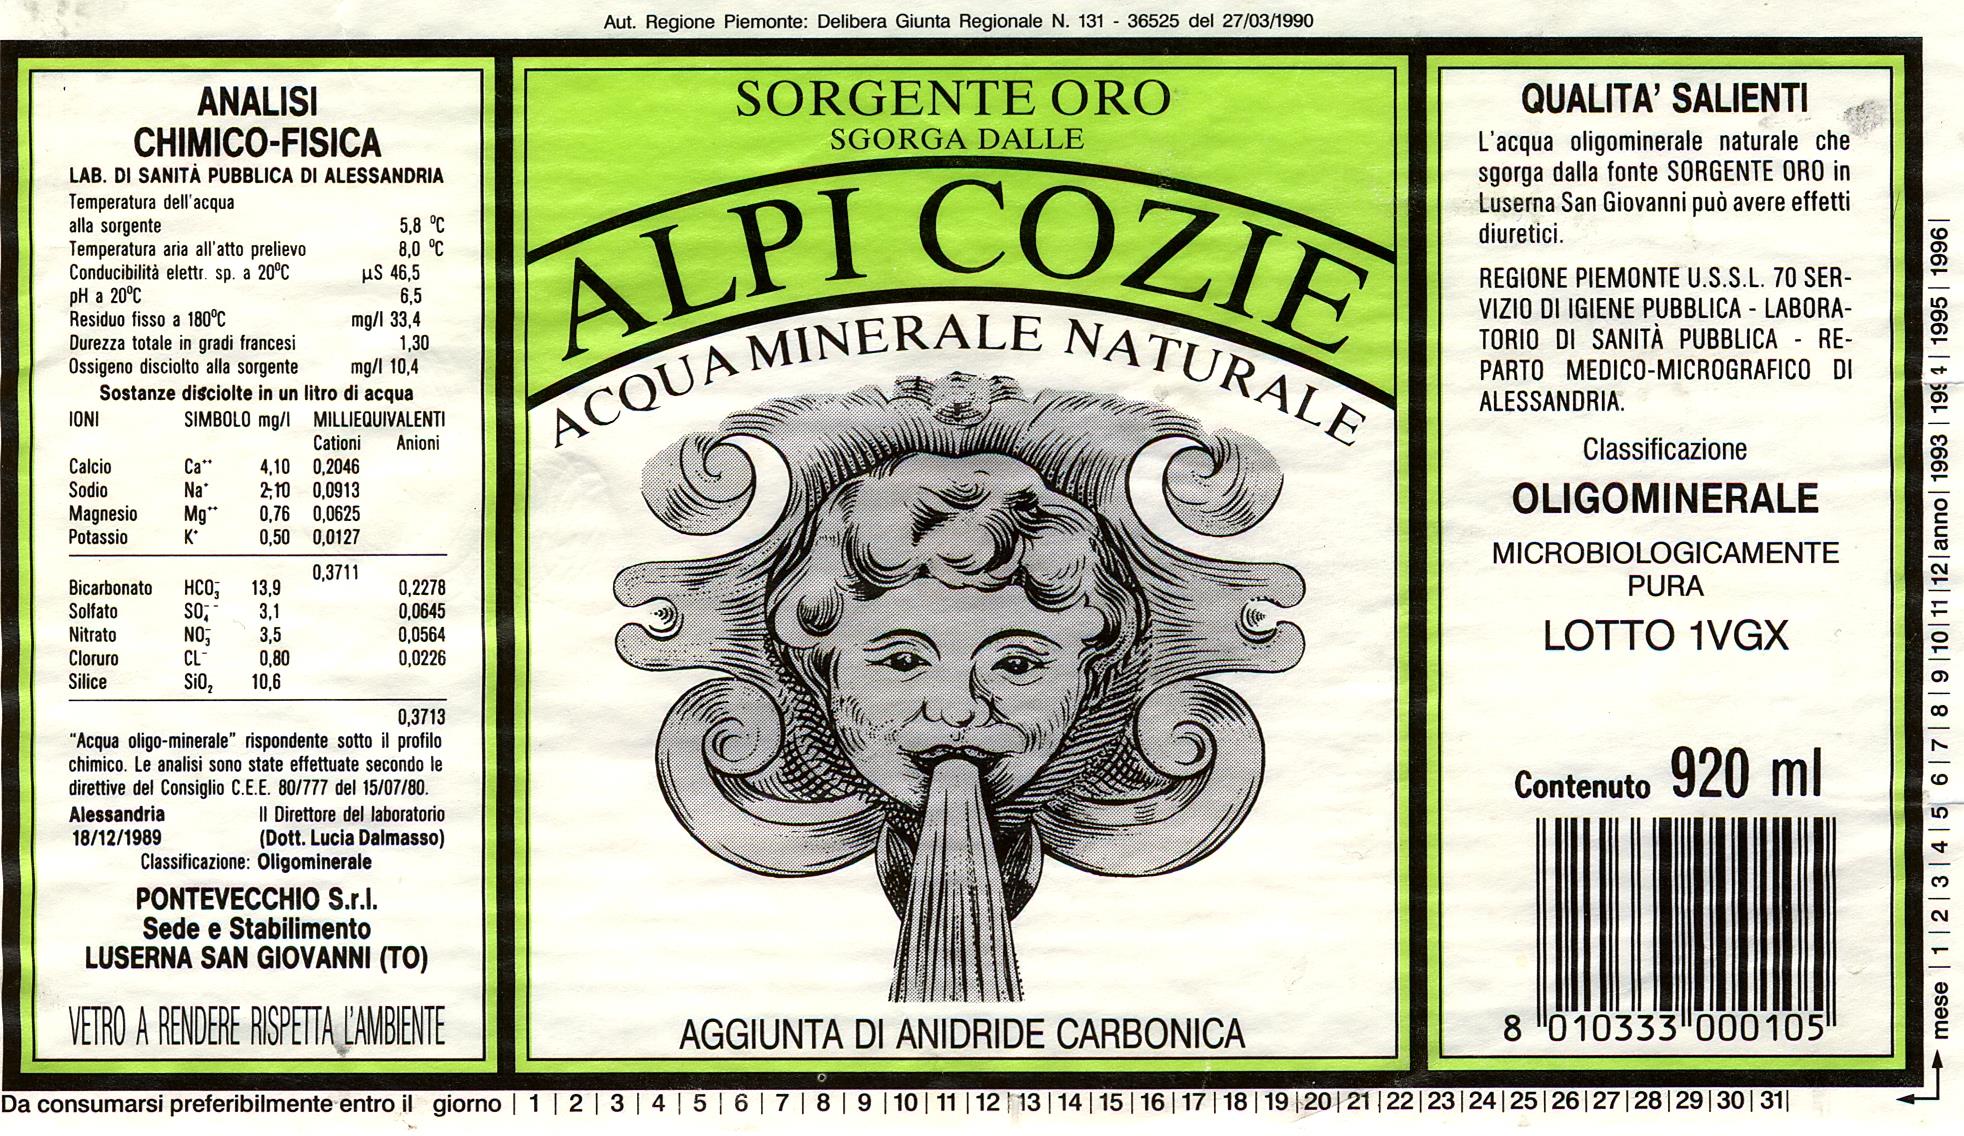 Aut. Regione Piemonte: Delibera Giunta Regionale N. 131 - 36525 del 27/03/1990
ANALISI
CHIMICO-FISICA
LAB. DI SANITÀ PUBBLICA DI ALESSANDRIA
Temperatura dell'acqua
alla sorgente 5,8 °C
Temperatura aria all'atto prelievo 8,0 °C
Conducibilità elettr. sp. a 20°C µS 46,5
pH a 20°C 6,5
Residuo fisso a 180°C mg/l 33,4
Durezza totale in gradi francesi 1,30
Ossigeno disciolto alla sorgente mg/l 10,4
Sostanze disciolte in un litro di acqua
IONI SIMBOLO mg/l MILLIEQUIVALENTI
Cationi Anioni
Calcio Ca⁺⁺ 4,10 0,2046
Sodio Na⁺ 2,10 0,0913
Magnesio Mg⁺⁺ 0,76 0,0625
Potassio K⁺ 0,50 0,0127
0,3711
Bicarbonato HCO₃⁻ 13,9 0,2278
Solfato SO₄⁻⁻ 3,1 0,0645
Nitrato NO₃⁻ 3,5 0,0564
Cloruro CL⁻ 0,80 0,0226
Silice SiO₂ 10,6
0,3713
"Acqua oligo-minerale" rispondente sotto il profilo
chimico. Le analisi sono state effettuate secondo le
direttive del Consiglio C.E.E. 80/777 del 15/07/80.
Alessandria Il Direttore del laboratorio
18/12/1989 (Dott. Lucia Dalmasso)
Classificazione: Oligominerale
PONTEVECCHIO S.r.l.
Sede e Stabilimento
LUSERNA SAN GIOVANNI (TO)
VETRO A RENDERE RISPETTA L'AMBIENTE
SORGENTE ORO
SGORGA DALLE
ALPI COZIE
ACQUA MINERALE NATURALE
AGGIUNTA DI ANIDRIDE CARBONICA
QUALITA' SALIENTI
L'acqua oligominerale naturale che
sgorga dalla fonte SORGENTE ORO in
Luserna San Giovanni può avere effetti
diuretici.
REGIONE PIEMONTE U.S.S.L. 70 SER-
VIZIO DI IGIENE PUBBLICA - LABORA-
TORIO DI SANITÀ PUBBLICA - RE-
PARTO MEDICO-MICROGRAFICO DI
ALESSANDRIA.
Classificazione
OLIGOMINERALE
MICROBIOLOGICAMENTE
PURA
LOTTO 1VGX
Contenuto 920 ml
8 010333 000105
Da consumarsi preferibilmente entro il giorno | 1 | 2 | 3 | 4 | 5 | 6 | 7 | 8 | 9 |10|11|12|13|14|15|16|17|18|19|20|21|22|23|24|25|26|27|28|29|30|31|
mese | 1 | 2 | 3 | 4 | 5 6 | 7 | 8 | 9 |10|11|12|anno| 1993 | 1994 | 1995 | 1996|